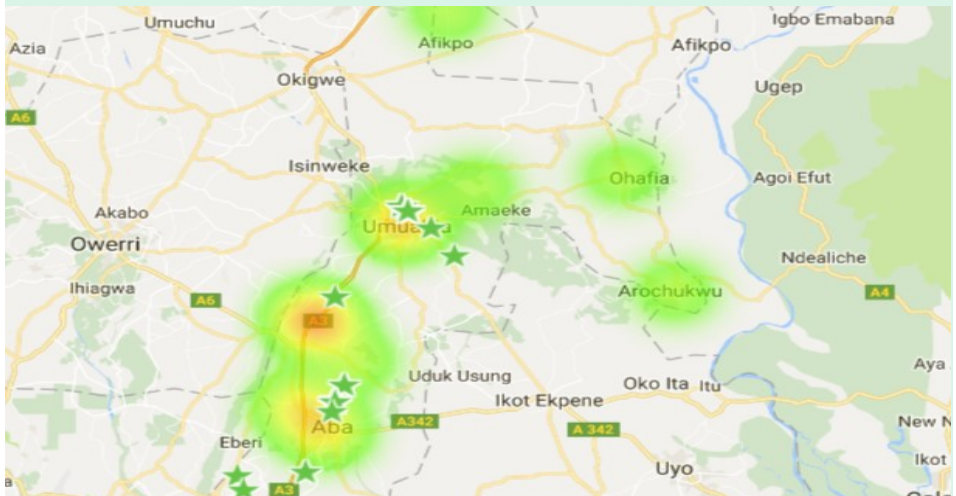 Umuchu
Igbo Emabana
Azia
Afikpo
Afikpo
Okigwe
Ugep
A6
Isinweke
Ohafia
Agoi Efut
Akabo
Amaeke
Owerri
Ndealiche
Ihiagwa
A6
Arochukwu
A4
A3
Aya
Uduk Usung
Oko Ita
Itu
Ikot Ekpene
Aba
A342
A 342
New N
Eberi
Ikot
Uyo
A3